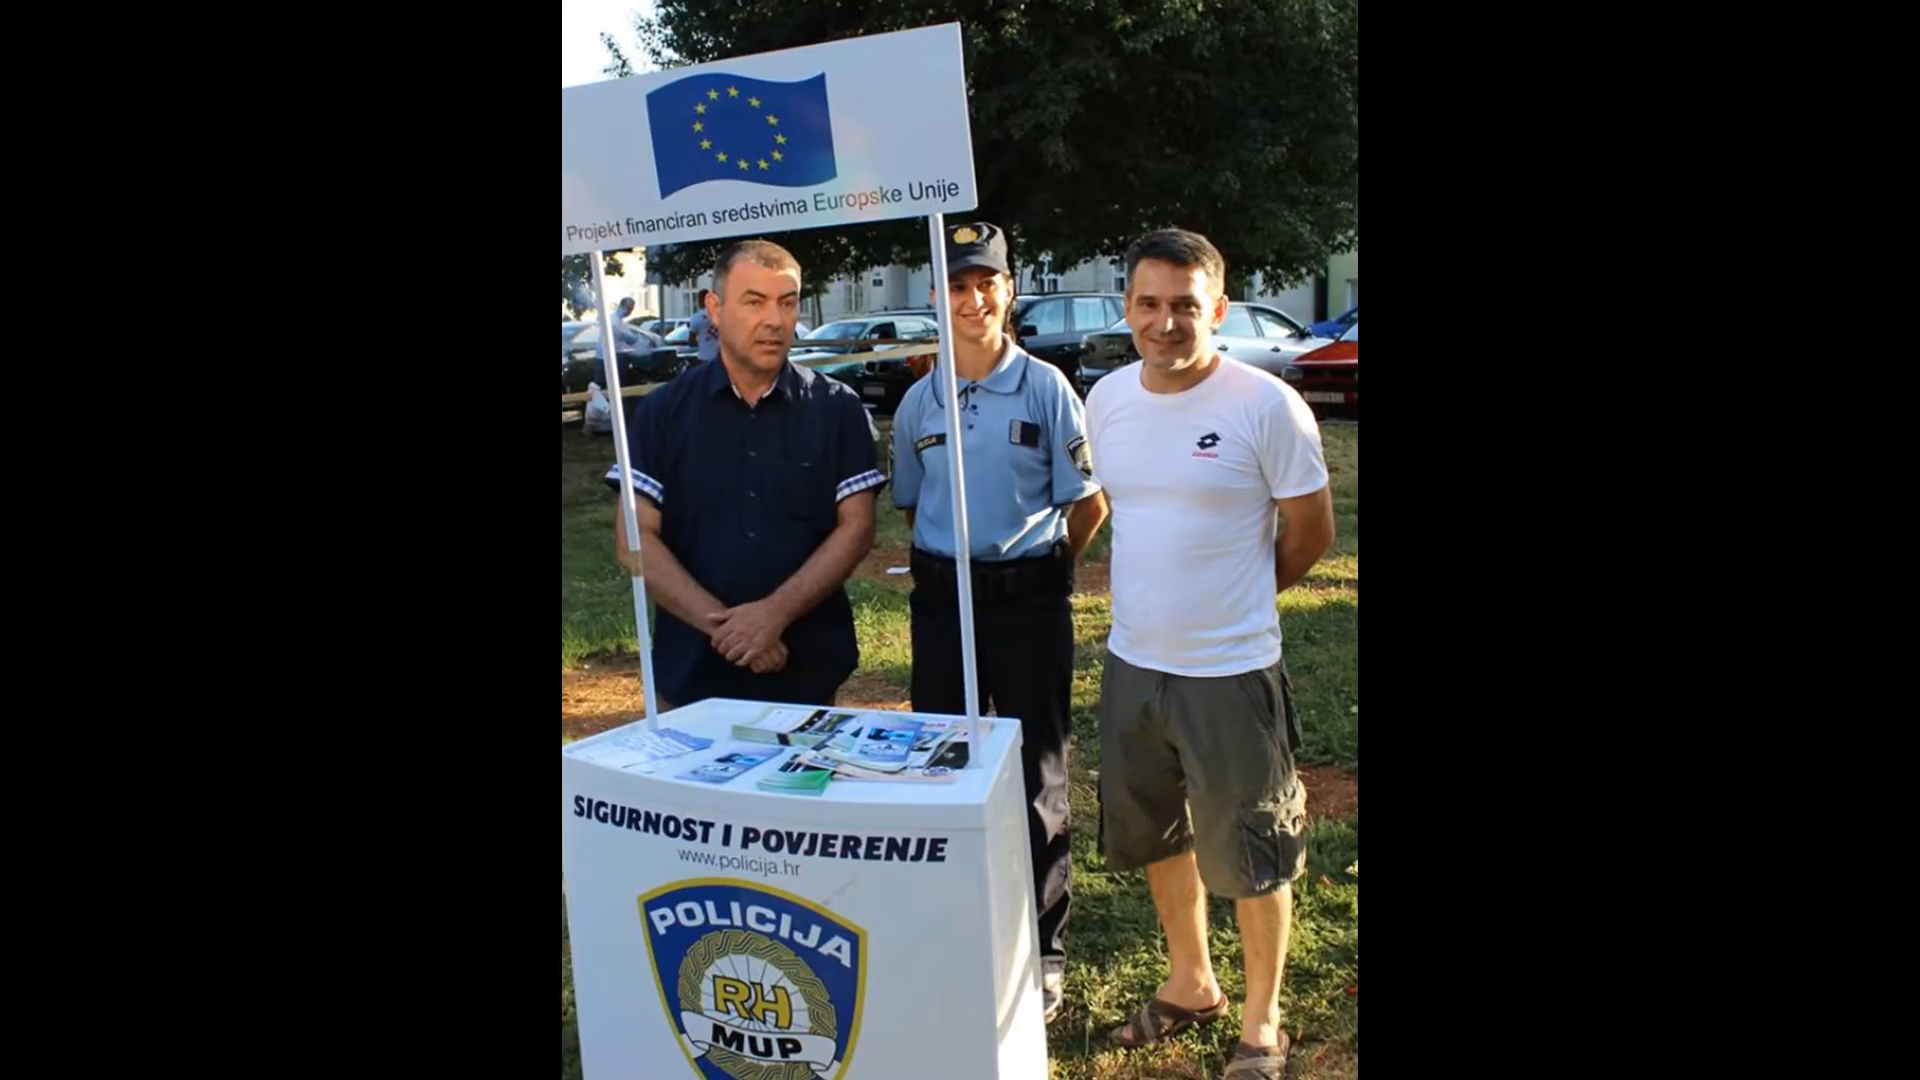 Projekt financiran sredstvima Europske Unije
SIGURNOST I POVJERENJE
www.policija.hr
POLICIJA
RH
MUP